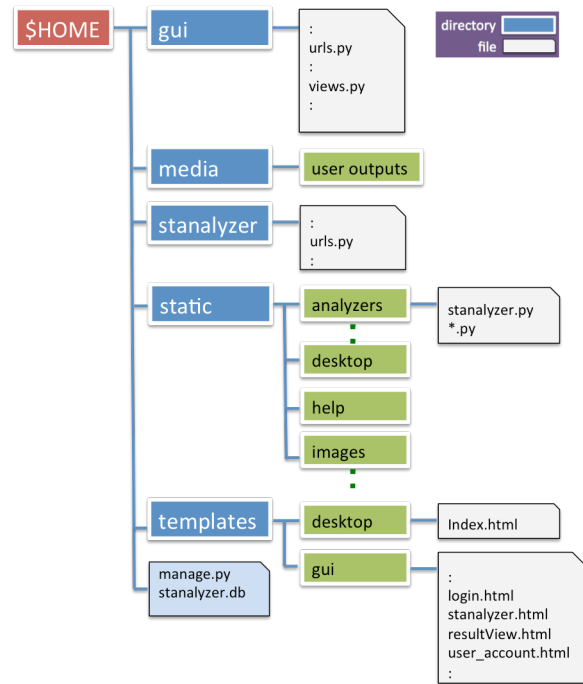 $HOME
gui
:
urls.py
:
views.py
:
directory
file
media
user outputs
stanalyzer
:
urls.py
:
static
analyzers
stanalyzer.py
*.py
desktop
help
images
templates
desktop
Index.html
gui
:
login.html
stanalyzer.html
resultView.html
user_account.html
:
manage.py
stanalyzer.db